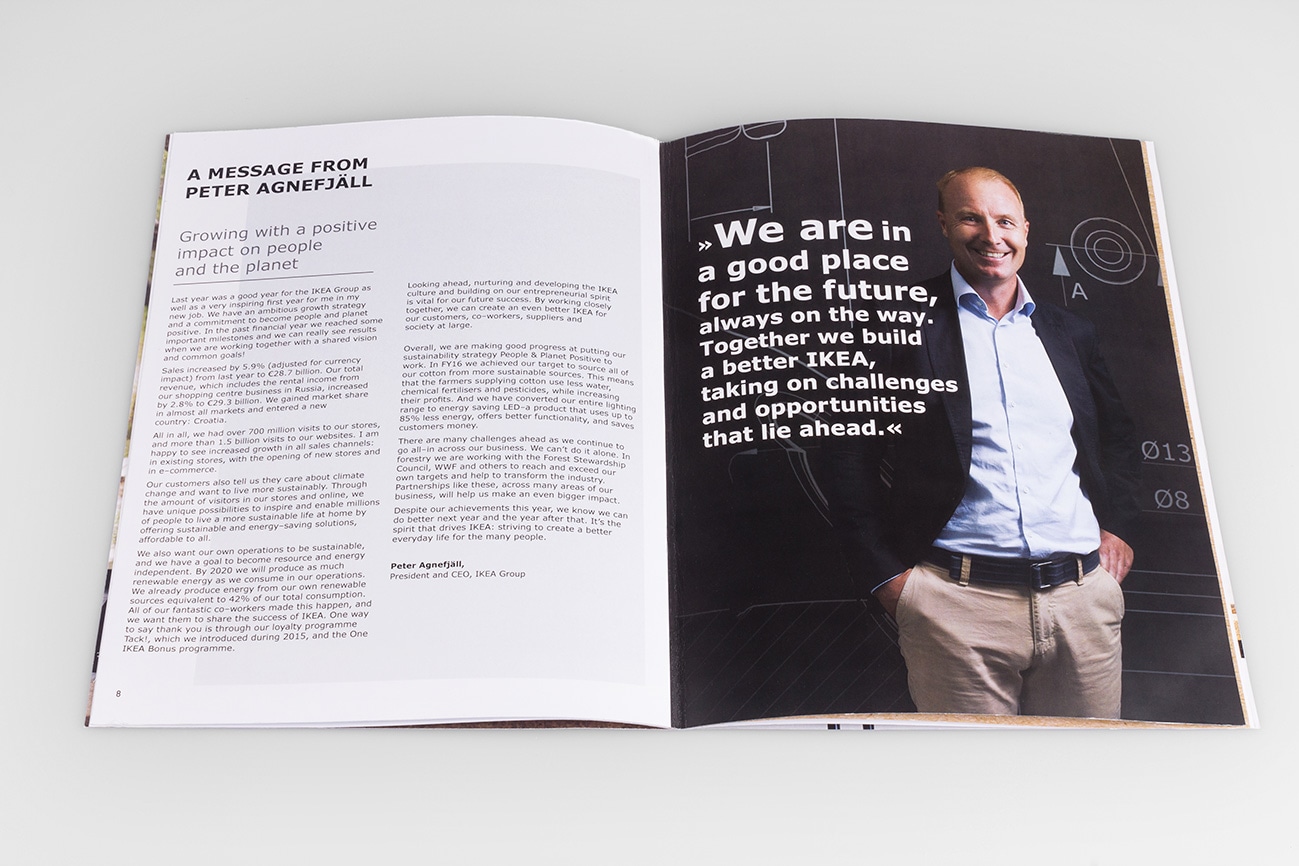 A MESSAGE FROM
PETER AGNEFJÄLL
Growing with a positive
impact on people
and the planet
Last year was a good year for the IKEA Group as
well as a very inspiring first year for me in my
new job. We have an ambitious growth strategy
and a commitment to become people and planet
positive. In the past financial year we reached some
important milestones and we can really see results
when we are working together with a shared vision
and common goals!
Sales increased by 5.9% (adjusted for currency
impact) from last year to €28.7 billion. Our total
revenue, which includes the rental income from
our shopping centre business in Russia, increased
by 2.8% to €29.3 billion. We gained market share
in almost all markets and entered a new
country: Croatia.
All in all, we had over 700 million visits to our stores,
and more than 1.5 billion visits to our websites. I am
happy to see increased growth in all sales channels:
in existing stores, with the opening of new stores and
in e–commerce.
Our customers also tell us they care about climate
change and want to live more sustainably. Through
the amount of visitors in our stores and online, we
have unique possibilities to inspire and enable millions
of people to live a more sustainable life at home by
offering sustainable and energy–saving solutions,
affordable to all.
We also want our own operations to be sustainable,
and we have a goal to become resource and energy
independent. By 2020 we will produce as much
renewable energy as we consume in our operations.
We already produce energy from our own renewable
sources equivalent to 42% of our total consumption.
All of our fantastic co–workers made this happen, and
we want them to share the success of IKEA. One way
to say thank you is through our loyalty programme
Tack!, which we introduced during 2015, and the One
IKEA Bonus programme.
8
Looking ahead, nurturing and developing the IKEA
culture and building on our entrepreneurial spirit
is vital for our future success. By working closely
together, we can create an even better IKEA for
our customers, co–workers, suppliers and
society at large.
Overall, we are making good progress at putting our
sustainability strategy People & Planet Positive to
work. In FY16 we achieved our target to source all of
our cotton from more sustainable sources. This means
that the farmers supplying cotton use less water,
chemical fertilisers and pesticides, while increasing
their profits. And we have converted our entire lighting
range to energy saving LED–a product that uses up to
85% less energy, offers better functionality, and saves
customers money.
There are many challenges ahead as we continue to
go all–in across our business. We can't do it alone. In
forestry we are working with the Forest Stewardship
Council, WWF and others to reach and exceed our
own targets and help to transform the industry.
Partnerships like these, across many areas of our
business, will help us make an even bigger impact.
Despite our achievements this year, we know we can
do better next year and the year after that. It's the
spirit that drives IKEA: striving to create a better
everyday life for the many people.
Peter Agnefjäll,
President and CEO, IKEA Group
»We are in
a good place
for the future,
always on the way.
Together we build
a better IKEA,
taking on challenges
and opportunities
that lie ahead.«
A
Ø13
Ø8